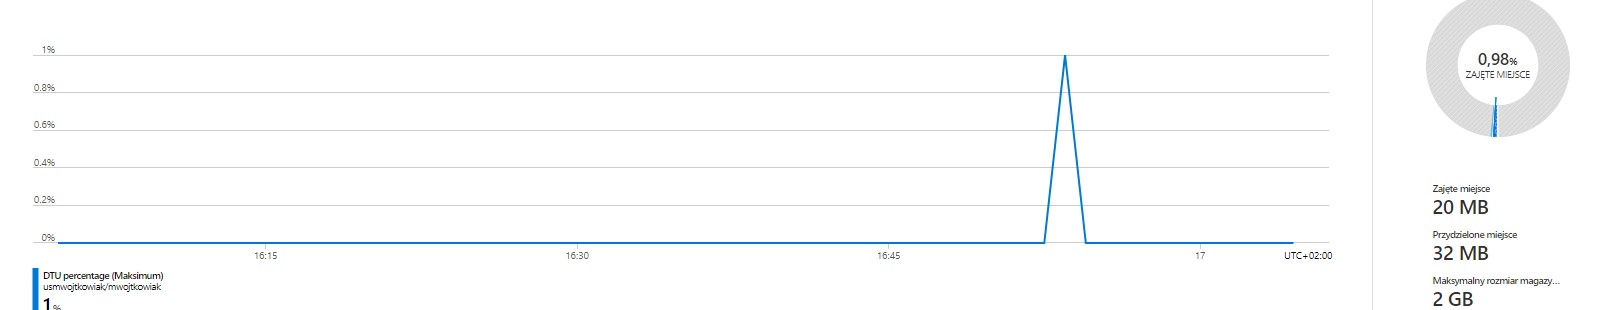 1%
0.8%
0.6%
0.4%
0.2%
0%
16:15
16:30
16:45
17
UTC+02:00
DTU percentage (Maksimum)
usmwojtkowiak/mwojtkowiak
1%
0,98%
ZAJĘTE MIEJSCE
Zajęte miejsce
20 MB
Przydzielone miejsce
32 MB
Maksymalny rozmiar magazy...
2 GB